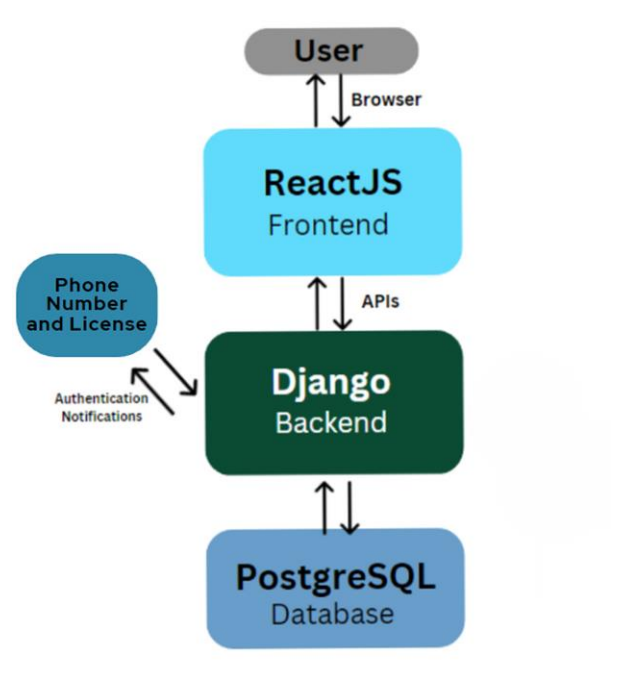 User
Browser
ReactJS
Frontend
Phone
Number
and License
APIs
Django
Backend
Authentication
Notifications
PostgreSQL
Database